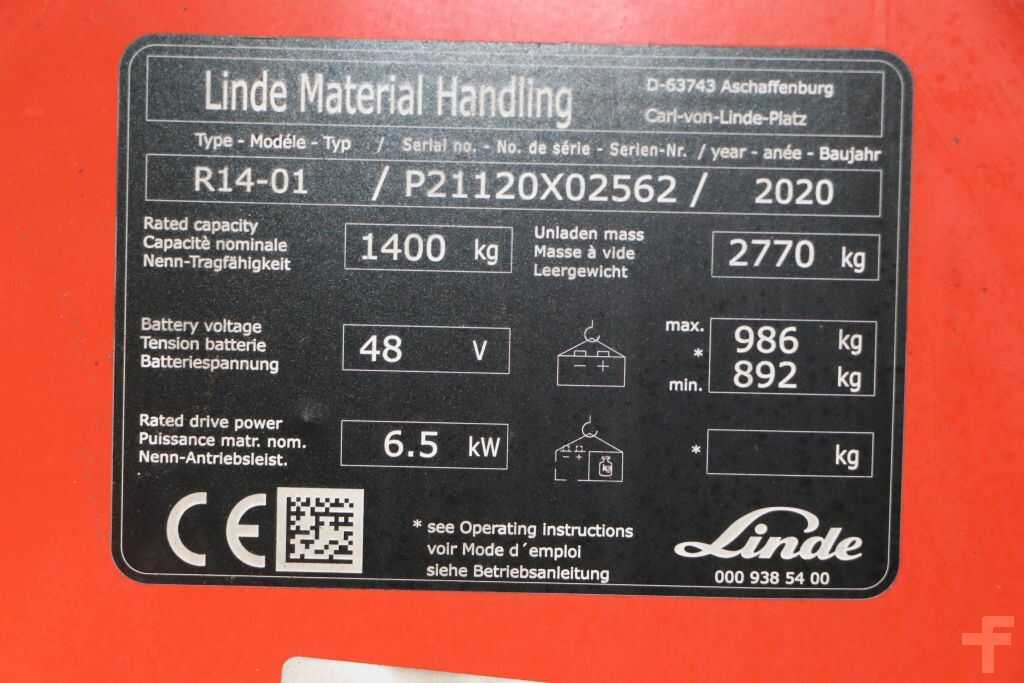 Linde Material Handling
D-63743 Aschaffenburg
Carl-von-Linde-Platz
Type - Modéle - Typ / Serial no. - No. de série - Serien-Nr. / year - anée - Baujahr
R14-01 / P21120X02562 / 2020
Rated capacity
Capacitè nominale
Nenn-Tragfähigkeit
1400 kg
Unladen mass
Masse à vide
Leergewicht
2770 kg
Battery voltage
Tension batterie
Batteriespannung
48 V
- +
max.
*
min.
986 kg
892 kg
Rated drive power
Puissance matr. nom.
Nenn-Antriebsleist.
6.5 kW
- +
kg
* kg
CE
* see Operating instructions
voir Mode d´emploi
siehe Betriebsanleitung
Linde
000 938 54 00